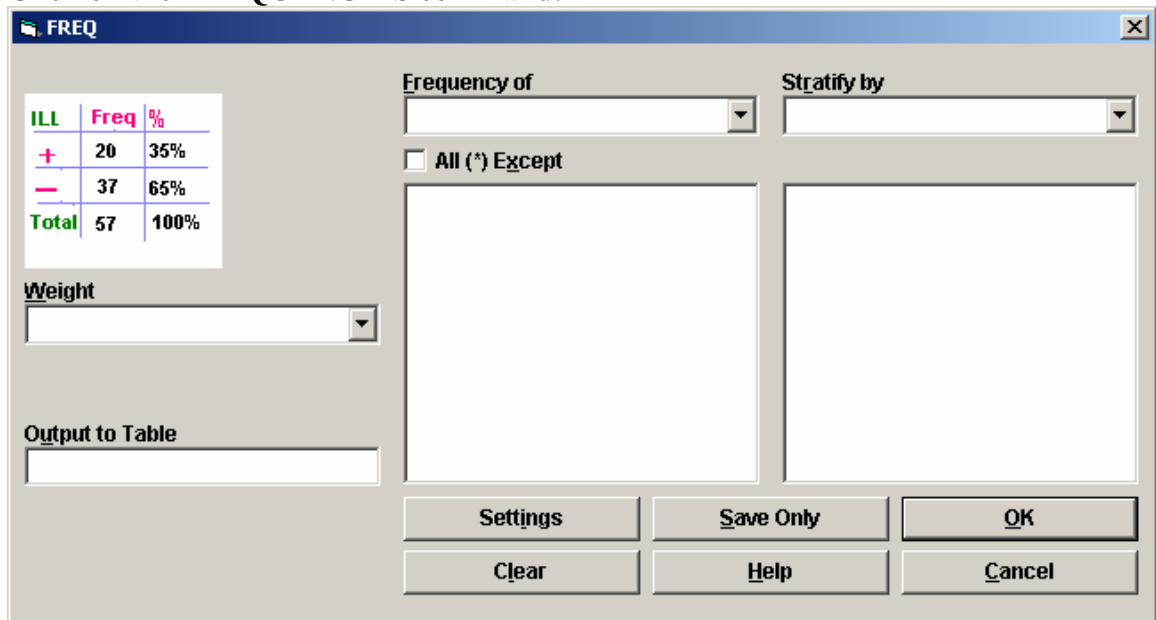 FREQ
ILL Freq %
+ 20 35%
− 37 65%
Total 57 100%
Weight
Output to Table
Frequency of
All (*) Except
Stratify by
Settings
Save Only
OK
Clear
Help
Cancel